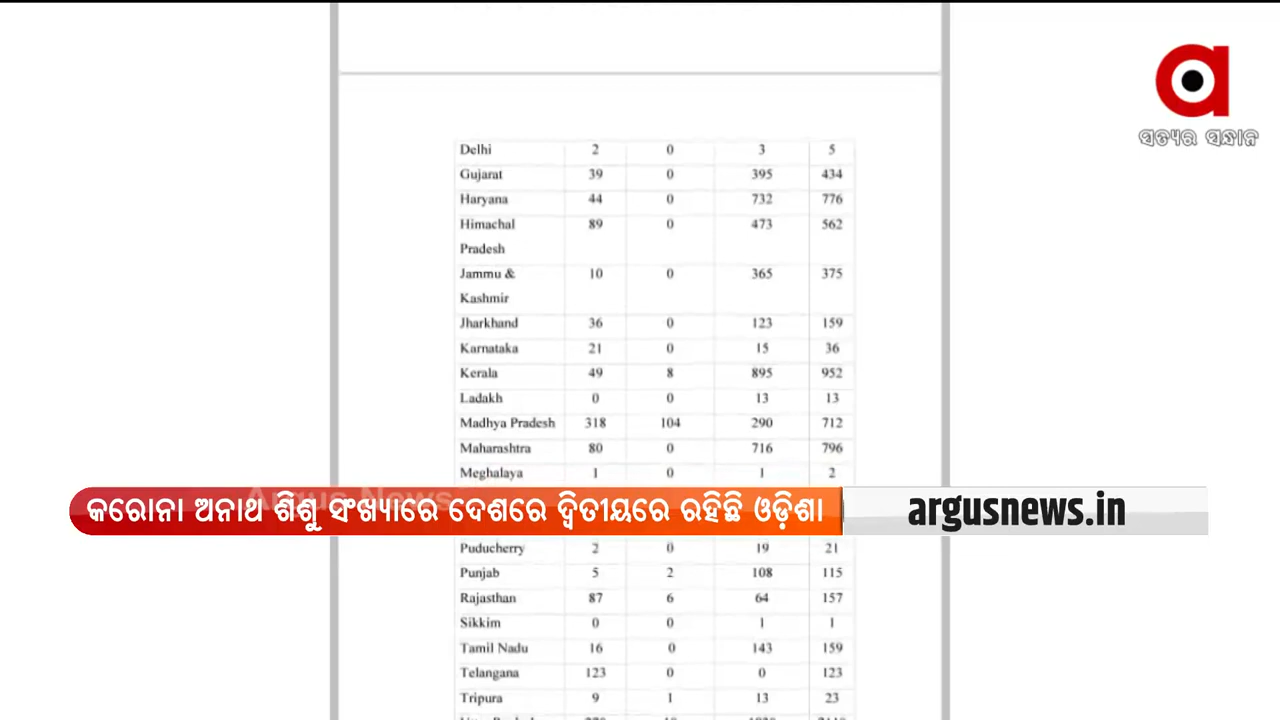 ସତ୍ୟର ସନ୍ଧାନ
Delhi 2 0 3 5
Gujarat 39 0 395 434
Haryana 44 0 732 776
Himachal Pradesh 89 0 473 562
Jammu & Kashmir 10 0 365 375
Jharkhand 36 0 123 159
Karnataka 21 0 15 36
Kerala 49 8 895 952
Ladakh 0 0 13 13
Madhya Pradesh 318 104 290 712
Maharashtra 80 0 716 796
Meghalaya 1 0 1 2
Argus News
କରୋନା ଅନାଥ ଶିଶୁ ସଂଖ୍ୟାରେ ଦେଶରେ ଦ୍ୱିତୀୟରେ ରହିଛି ଓଡ଼ିଶା
argusnews.in
Puducherry 2 0 19 21
Punjab 5 2 108 115
Rajasthan 87 6 64 157
Sikkim 0 0 1 1
Tamil Nadu 16 0 143 159
Telangana 123 0 0 123
Tripura 9 1 13 23